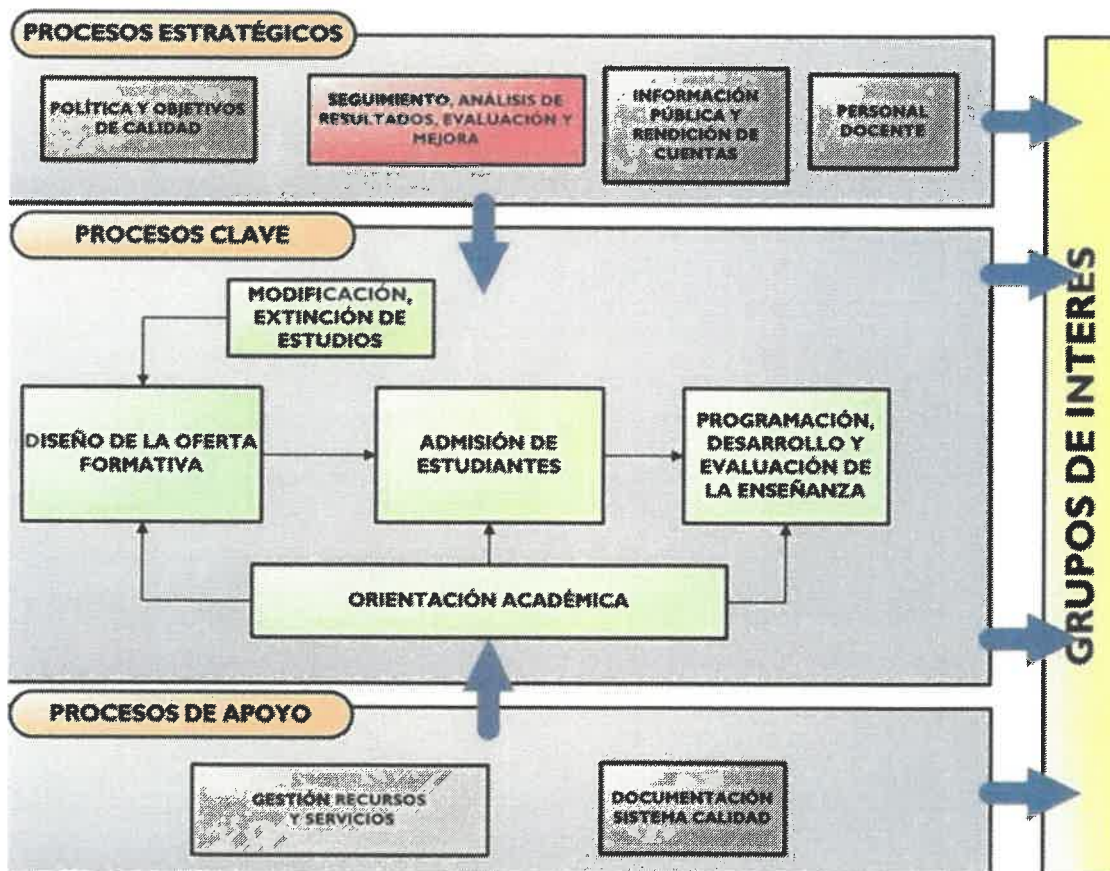 PROCESOS ESTRATÉGICOS
POLÍTICA Y OBJETIVOS
DE CALIDAD
SEGUIMIENTO, ANÁLISIS DE
RESULTADOS, EVALUACIÓN Y
MEJORA
INFORMACIÓN
PÚBLICA Y
RENDICIÓN DE
CUENTAS
PERSONAL
DOCENTE
PROCESOS CLAVE
MODIFICACIÓN,
EXTINCIÓN DE
ESTUDIOS
DISEÑO DE LA OFERTA
FORMATIVA
ADMISIÓN DE
ESTUDIANTES
PROGRAMACIÓN,
DESARROLLO Y
EVALUACIÓN DE
LA ENSEÑANZA
ORIENTACIÓN ACADÉMICA
PROCESOS DE APOYO
GESTIÓN RECURSOS
Y SERVICIOS
DOCUMENTACIÓN
SISTEMA CALIDAD
GRUPOS DE INTERES